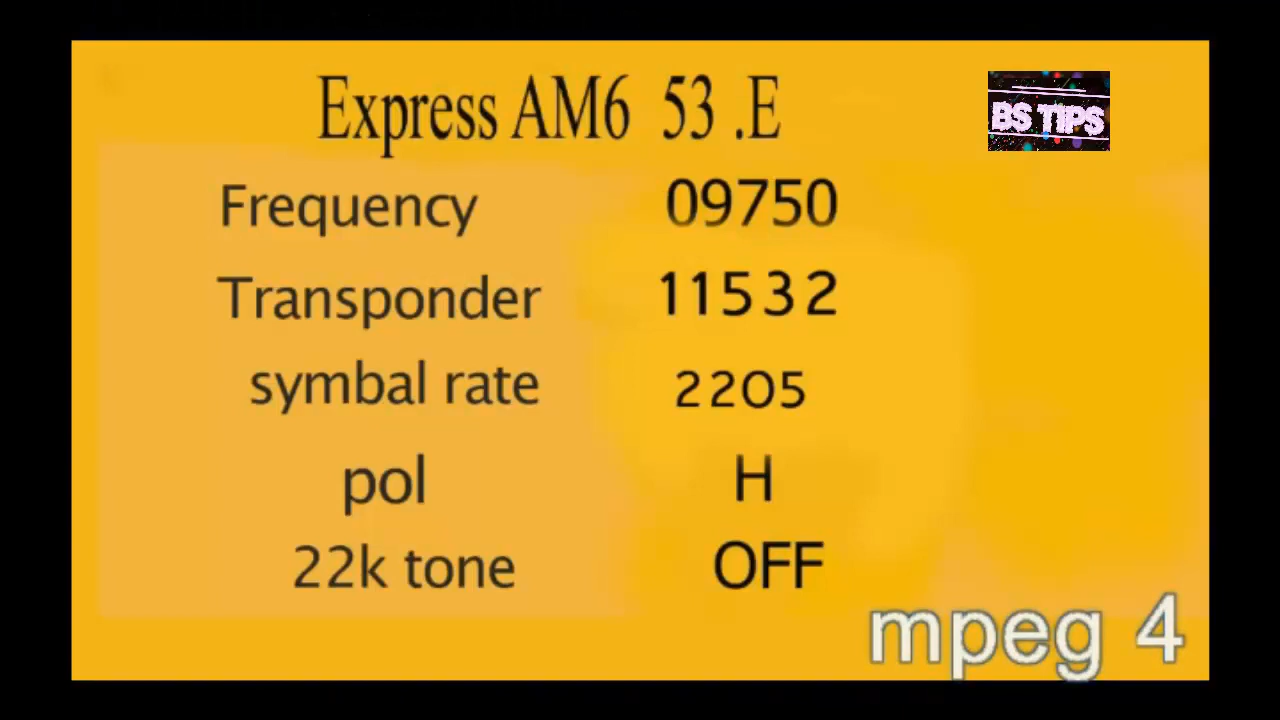 Express AM6 53 .E
BS TIPS
Frequency 09750
Transponder 11532
symbal rate 2205
pol H
22k tone OFF
mpeg 4